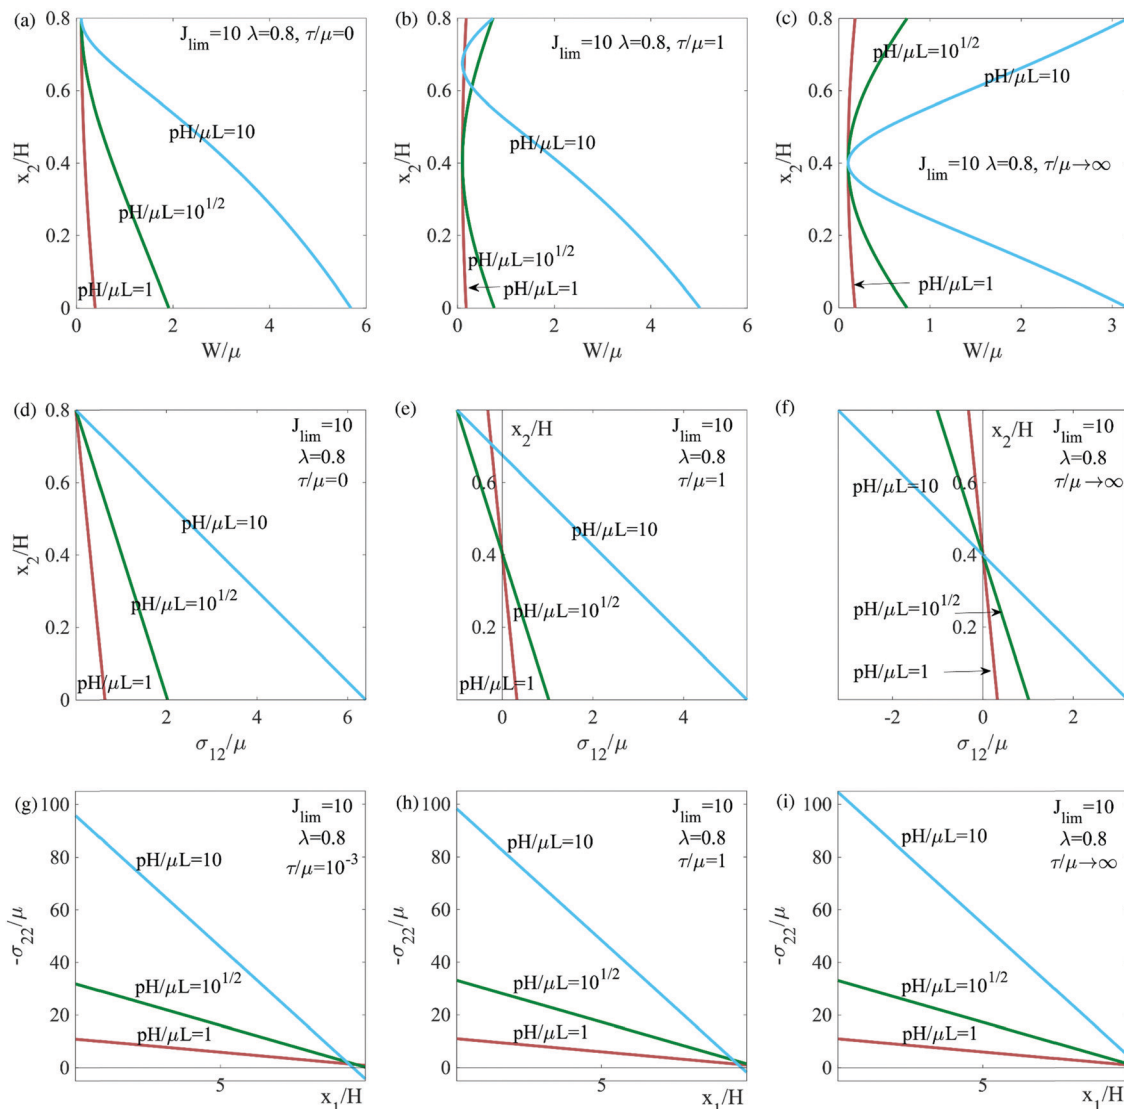 (a)
J_lim=10 λ=0.8, τ/μ=0
pH/μL=10
pH/μL=10^1/2
pH/μL=1
x_2/H
0.8
0.6
0.4
0.2
0
0 2 4 6
W/μ
(b)
J_lim=10 λ=0.8, τ/μ=1
pH/μL=10
pH/μL=10^1/2
pH/μL=1
x_2/H
0.8
0.6
0.4
0.2
0
0 2 4 6
W/μ
(c)
pH/μL=10^1/2
pH/μL=10
J_lim=10 λ=0.8, τ/μ→∞
pH/μL=1
x_2/H
0.8
0.6
0.4
0.2
0
0 1 2 3
W/μ
(d)
J_lim=10
λ=0.8
τ/μ=0
pH/μL=10
pH/μL=10^1/2
pH/μL=1
x_2/H
0.8
0.6
0.4
0.2
0
0 2 4 6
σ_12/μ
(e)
x_2/H
J_lim=10
λ=0.8
τ/μ=1
0.6
pH/μL=10
0.4
pH/μL=10^1/2
0.2
pH/μL=1
0 2 4
σ_12/μ
(f)
x_2/H
J_lim=10
λ=0.8
τ/μ→∞
0.6
pH/μL=10
0.4
pH/μL=10^1/2
0.2
pH/μL=1
-2 0 2
σ_12/μ
(g)
J_lim=10
λ=0.8
τ/μ=10^-3
pH/μL=10
pH/μL=10^1/2
pH/μL=1
-σ_22/μ
100
80
60
40
20
0
5
x_1/H
(h)
J_lim=10
λ=0.8
τ/μ=1
pH/μL=10
pH/μL=10^1/2
pH/μL=1
-σ_22/μ
100
80
60
40
20
0
5
x_1/H
(i)
J_lim=10
λ=0.8
τ/μ→∞
pH/μL=10
pH/μL=10^1/2
pH/μL=1
-σ_22/μ
100
80
60
40
20
0
5
x_1/H